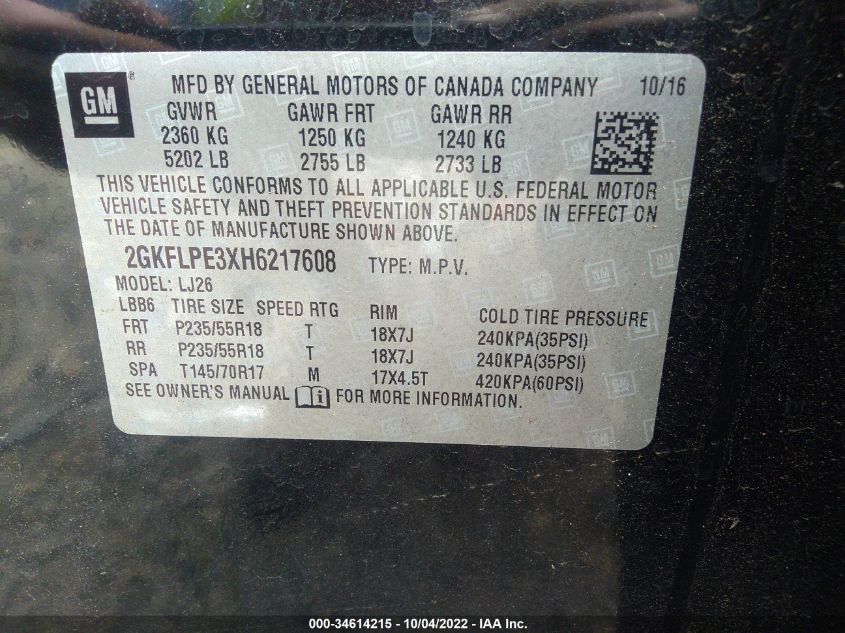 GM ® MFD BY GENERAL MOTORS OF CANADA COMPANY 10/16
GVWR GAWR FRT GAWR RR
2360 KG 1250 KG 1240 KG
5202 LB 2755 LB 2733 LB
THIS VEHICLE CONFORMS TO ALL APPLICABLE U.S. FEDERAL MOTOR
VEHICLE SAFETY AND THEFT PREVENTION STANDARDS IN EFFECT ON
THE DATE OF MANUFACTURE SHOWN ABOVE.
2GKFLPE3XH6217608 TYPE: M.P.V.
MODEL: LJ26
LBB6 TIRE SIZE SPEED RTG RIM COLD TIRE PRESSURE
FRT P235/55R18 T 18X7J 240KPA(35PSI)
RR P235/55R18 T 18X7J 240KPA(35PSI)
SPA T145/70R17 M 17X4.5T 420KPA(60PSI)
SEE OWNER'S MANUAL FOR MORE INFORMATION.
000-34614215 - 10/04/2022 - IAA Inc.